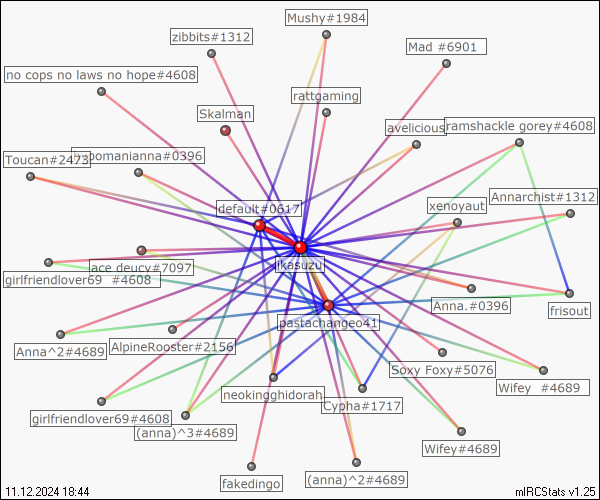 Mushy#1984
zibbits#1312
Mad #6901
no cops no laws no hope#4608
rattgaming
Skalman
avelicious
ramshackle gorey#4608
Toucan#2473
omanianna#0396
Annarchist#1312
default#0617
xenoyaut
ikasuzu
ace deucy#7097
girlfriendlover69 #4608
Anna.#0396
frisout
pastachangeo41
Anna^2#4689
AlpineRooster#2156
Soxy Foxy#5076
Wifey #4689
neokingghidorah
Cypha#1717
girlfriendlover69#4608
(anna)^3#4689
Wifey#4689
fakedingo
(anna)^2#4689
11.12.2024 18:44
mIRCStats v1.25